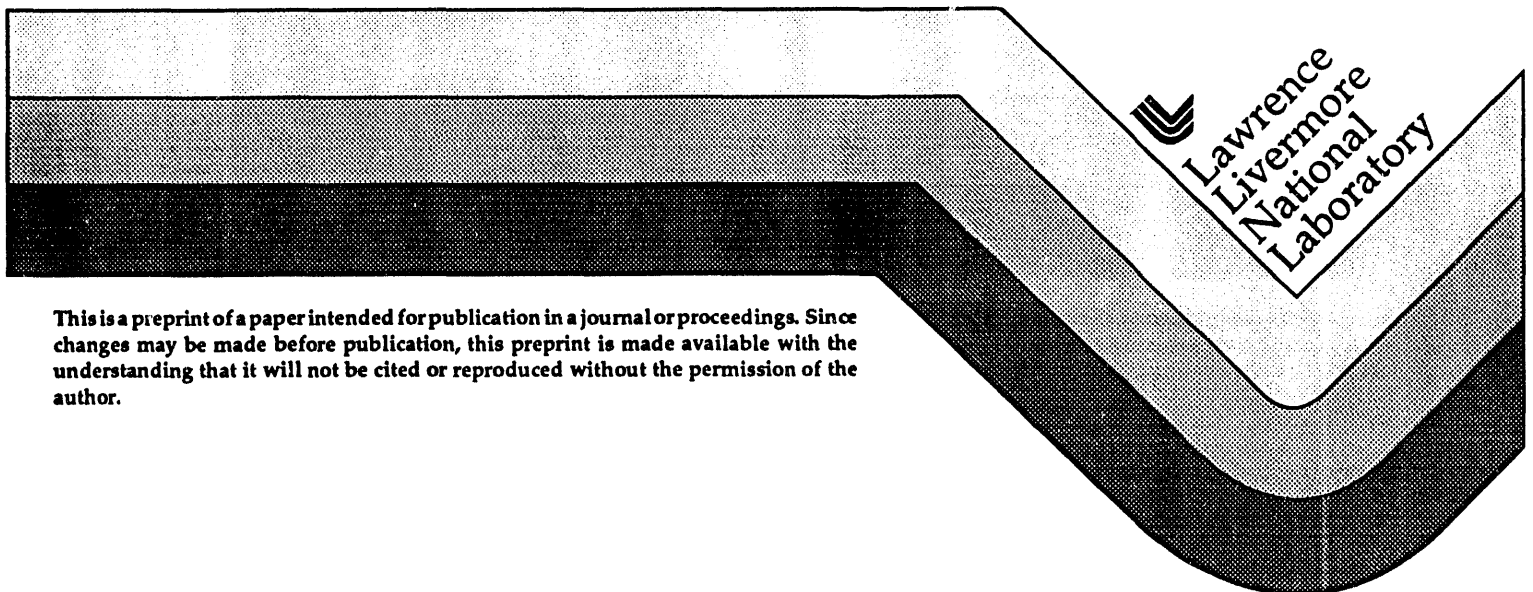 Lawrence
Livermore
National
Laboratory
This is a preprint of a paper intended for publication in a journal or proceedings. Since
changes may be made before publication, this preprint is made available with the
understanding that it will not be cited or reproduced without the permission of the
author.